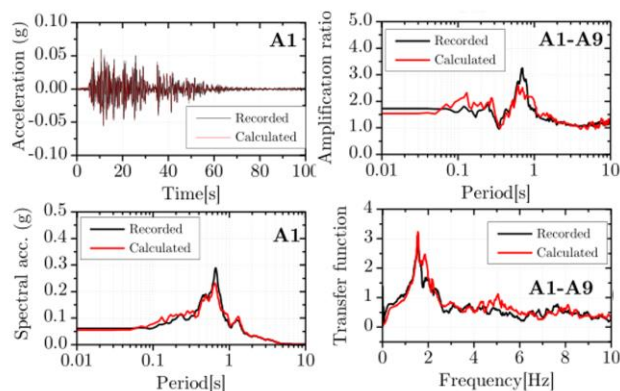 Acceleration (g)
0.10
0.05
0.00
-0.05
-0.10
A1
Recorded
Calculated
0 20 40 60 80 100
Time[s]
Amplification ratio
5.0
4.0
3.0
2.0
1.0
0.0
A1-A9
Recorded
Calculated
0.01 0.1 1 10
Period[s]
Spectral acc. (g)
0.5
0.4
0.3
0.2
0.1
0.0
A1
Recorded
Calculated
0.01 0.1 1 10
Period[s]
Transfer function
4
3
2
1
0
Recorded
Calculated
A1-A9
0 2 4 6 8 10
Frequency[Hz]